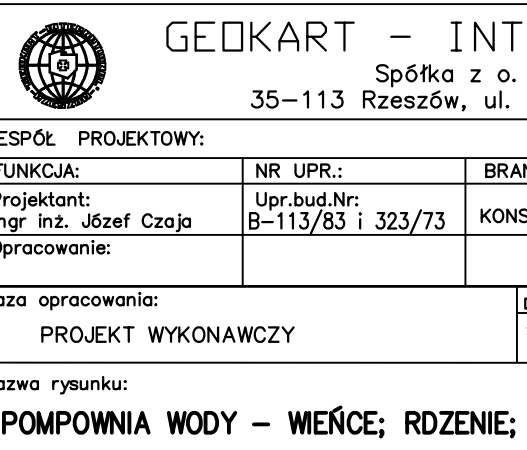 GEOKART - INT
Spółka z o.
35-113 Rzeszów, ul.
ESPÓŁ PROJEKTOWY:
FUNKCJA: NR UPR.: BRAN
Projektant: Upr.bud.Nr:
mgr inż. Józef Czaja B-113/83 i 323/73 KONS
Opracowanie:
aza opracowania:
PROJEKT WYKONAWCZY
azwa rysunku:
POMPOWNIA WODY - WIEŃCE; RDZENIE;